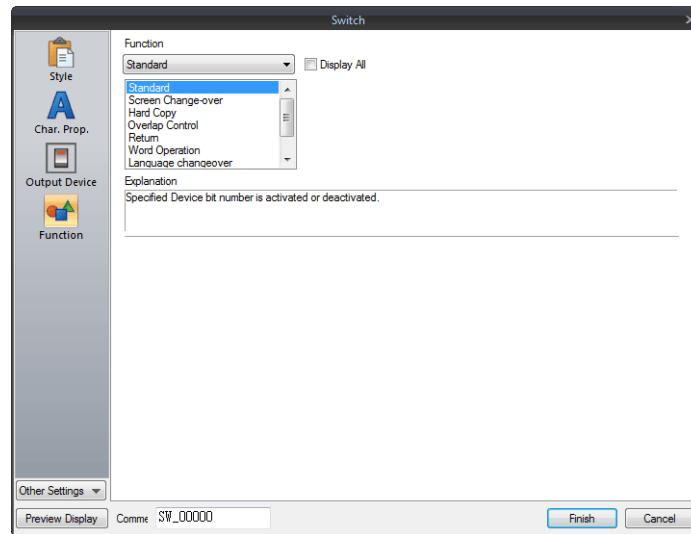 Switch
Style
Char. Prop.
Output Device
Function
Other Settings
Function
Standard
Display All
Standard
Screen Change-over
Hard Copy
Overlap Control
Return
Word Operation
Language changeover
Explanation
Specified Device bit number is activated or deactivated.
Preview Display
Comme
SW_00000
Finish
Cancel